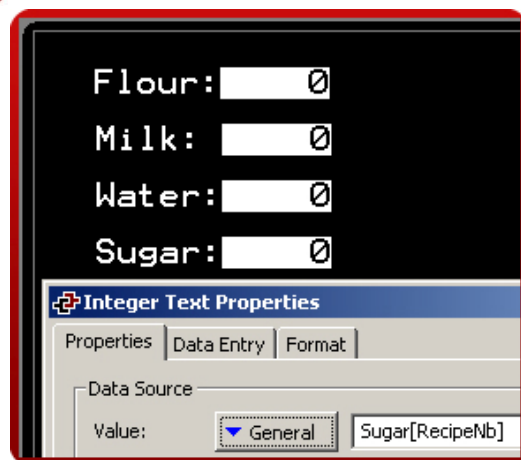 Flour: 0
Milk: 0
Water: 0
Sugar: 0
Integer Text Properties
Properties Data Entry Format
Data Source
Value: General Sugar[RecipeNb]